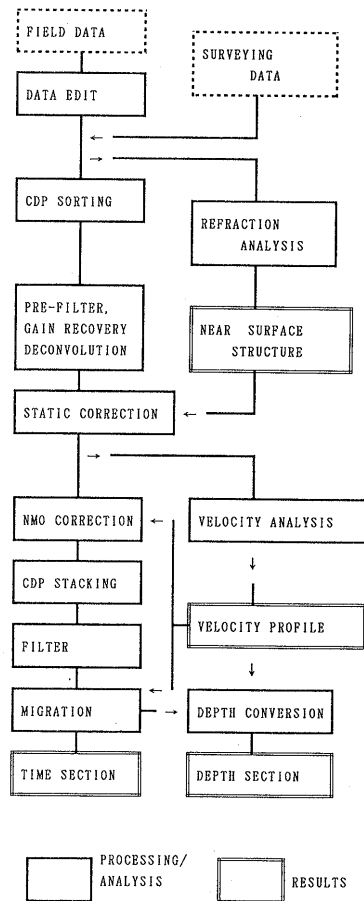 FIELD DATA
SURVEYING
DATA
DATA EDIT
←
→
CDP SORTING
REFRACTION
ANALYSIS
PRE-FILTER,
GAIN RECOVERY
DECONVOLUTION
NEAR SURFACE
STRUCTURE
STATIC CORRECTION
←
→
NMO CORRECTION
←
VELOCITY ANALYSIS
↓
CDP STACKING
VELOCITY PROFILE
FILTER
↓
←
MIGRATION
→
DEPTH CONVERSION
TIME SECTION
DEPTH SECTION
PROCESSING/
ANALYSIS
RESULTS